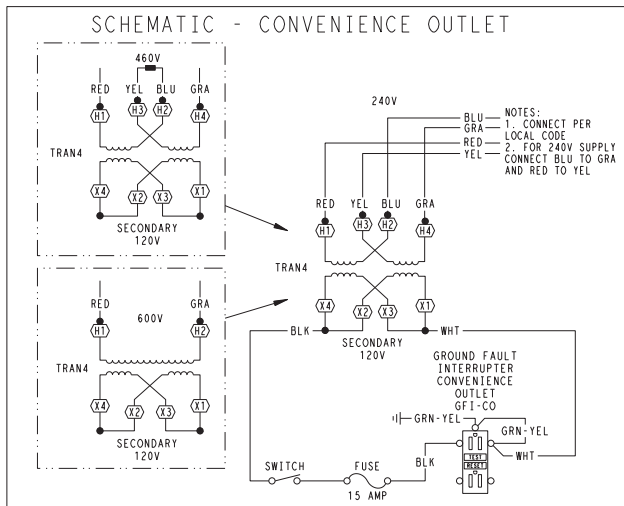 SCHEMATIC - CONVENIENCE OUTLET
460V
RED YEL BLU GRA
H1 H3 H2 H4
TRAN4
X4 X2 X3 X1
SECONDARY
120V
RED GRA
600V
H1 H2
TRAN4
X4 X2 X3 X1
SECONDARY
120V
240V
BLU
GRA
RED
YEL
NOTES:
1. CONNECT PER
LOCAL CODE
2. FOR 240V SUPPLY
CONNECT BLU TO GRA
AND RED TO YEL
RED YEL BLU GRA
H1 H3 H2 H4
TRAN4
X4 X2 X3 X1
BLK WHT
SECONDARY
120V
GROUND FAULT
INTERRUPTER
CONVENIENCE
OUTLET
GFI-CO
GRN-YEL
GRN-YEL
BLK
WHT
TEST
RESET
SWITCH FUSE
15 AMP